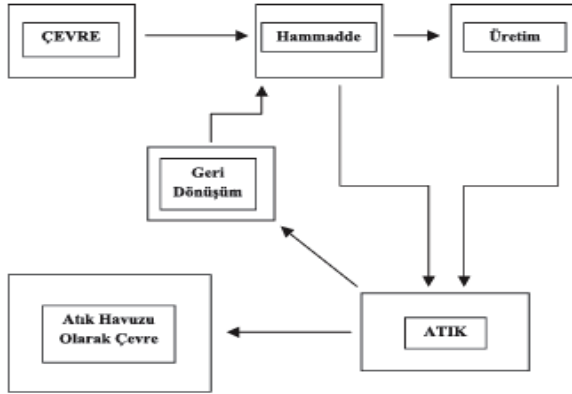 ÇEVRE
Hammadde
Üretim
Geri
Dönüşüm
Atık Havuzu
Olarak Çevre
ATIK